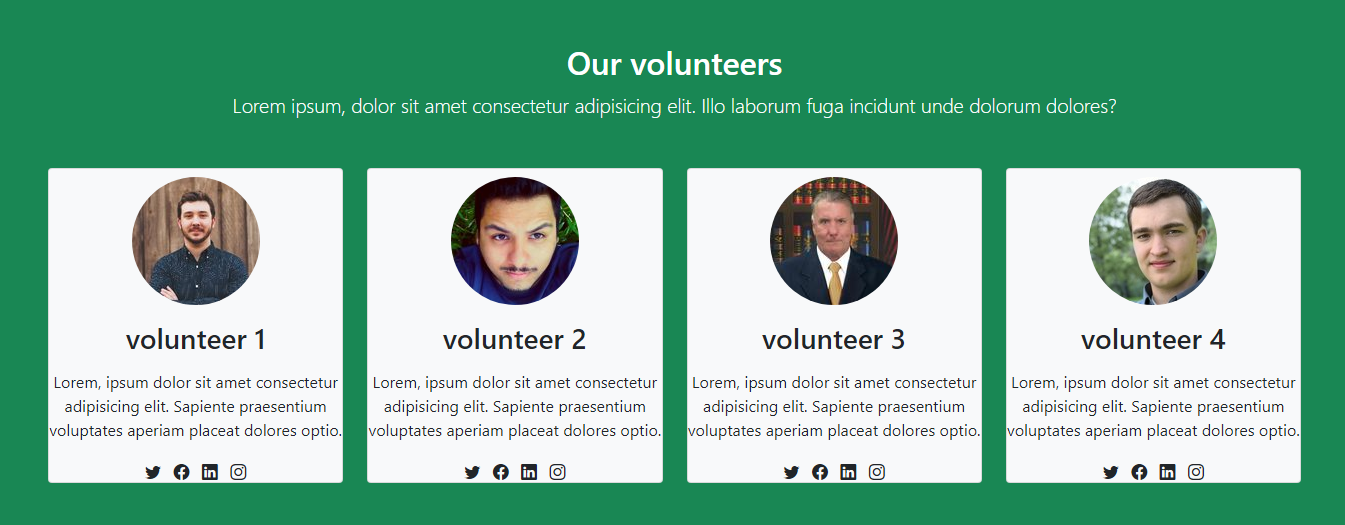 Our volunteers
Lorem ipsum, dolor sit amet consectetur adipisicing elit. Illo laborum fuga incidunt unde dolorum dolores?
volunteer 1
Lorem, ipsum dolor sit amet consectetur
adipisicing elit. Sapiente praesentium
voluptates aperiam placeat dolores optio.
volunteer 2
Lorem, ipsum dolor sit amet consectetur
adipisicing elit. Sapiente praesentium
voluptates aperiam placeat dolores optio.
volunteer 3
Lorem, ipsum dolor sit amet consectetur
adipisicing elit. Sapiente praesentium
voluptates aperiam placeat dolores optio.
volunteer 4
Lorem, ipsum dolor sit amet consectetur
adipisicing elit. Sapiente praesentium
voluptates aperiam placeat dolores optio.